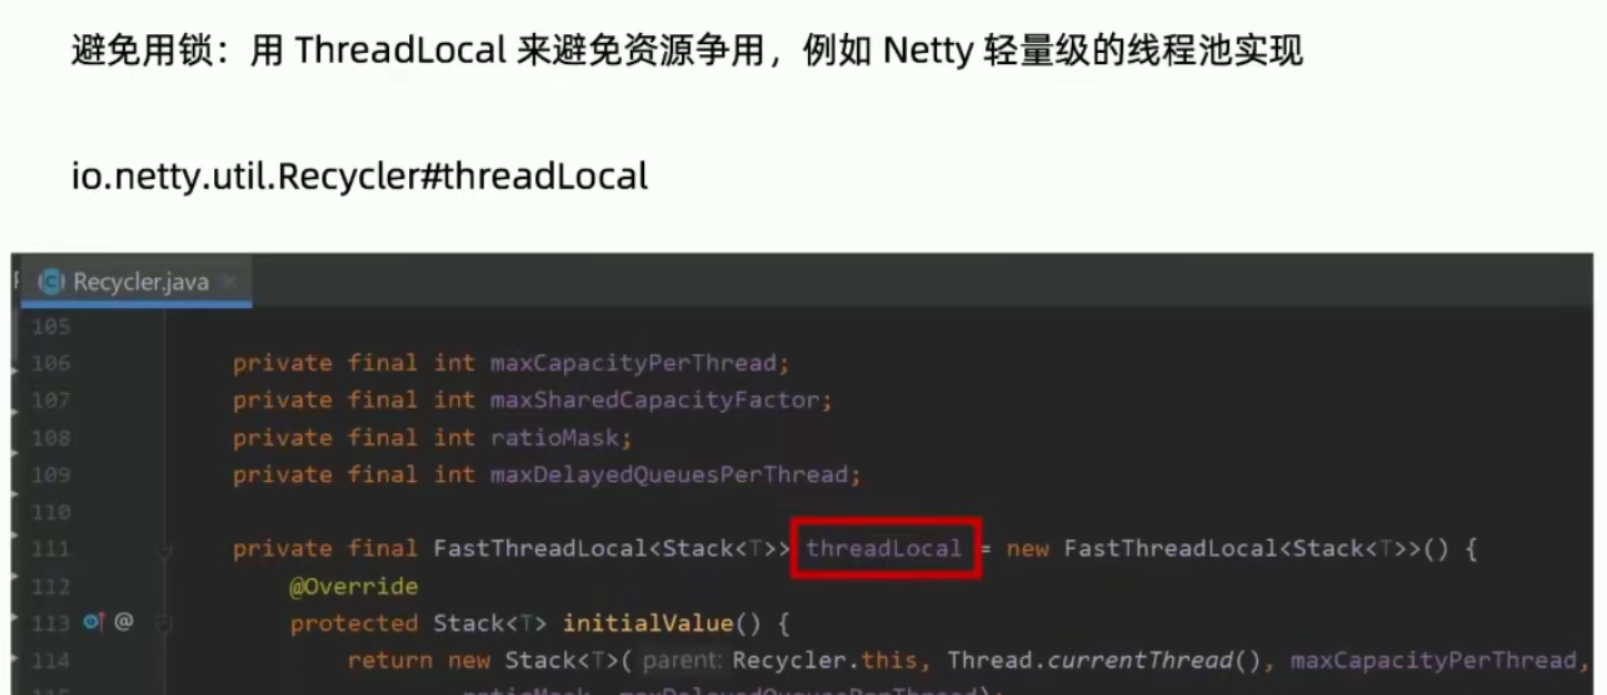 避免用锁：用 ThreadLocal 来避免资源争用，例如 Netty 轻量级的线程池实现
io.netty.util.Recycler#threadLocal
Recycler.java
105
106 private final int maxCapacityPerThread;
107 private final int maxSharedCapacityFactor;
108 private final int ratioMask;
109 private final int maxDelayedQueuesPerThread;
110
111 private final FastThreadLocal<Stack<T>> threadLocal = new FastThreadLocal<Stack<T>>() {
112 @Override
113 @ protected Stack<T> initialValue() {
114 return new Stack<T>( parent: Recycler.this, Thread.currentThread(), maxCapacityPerThread,